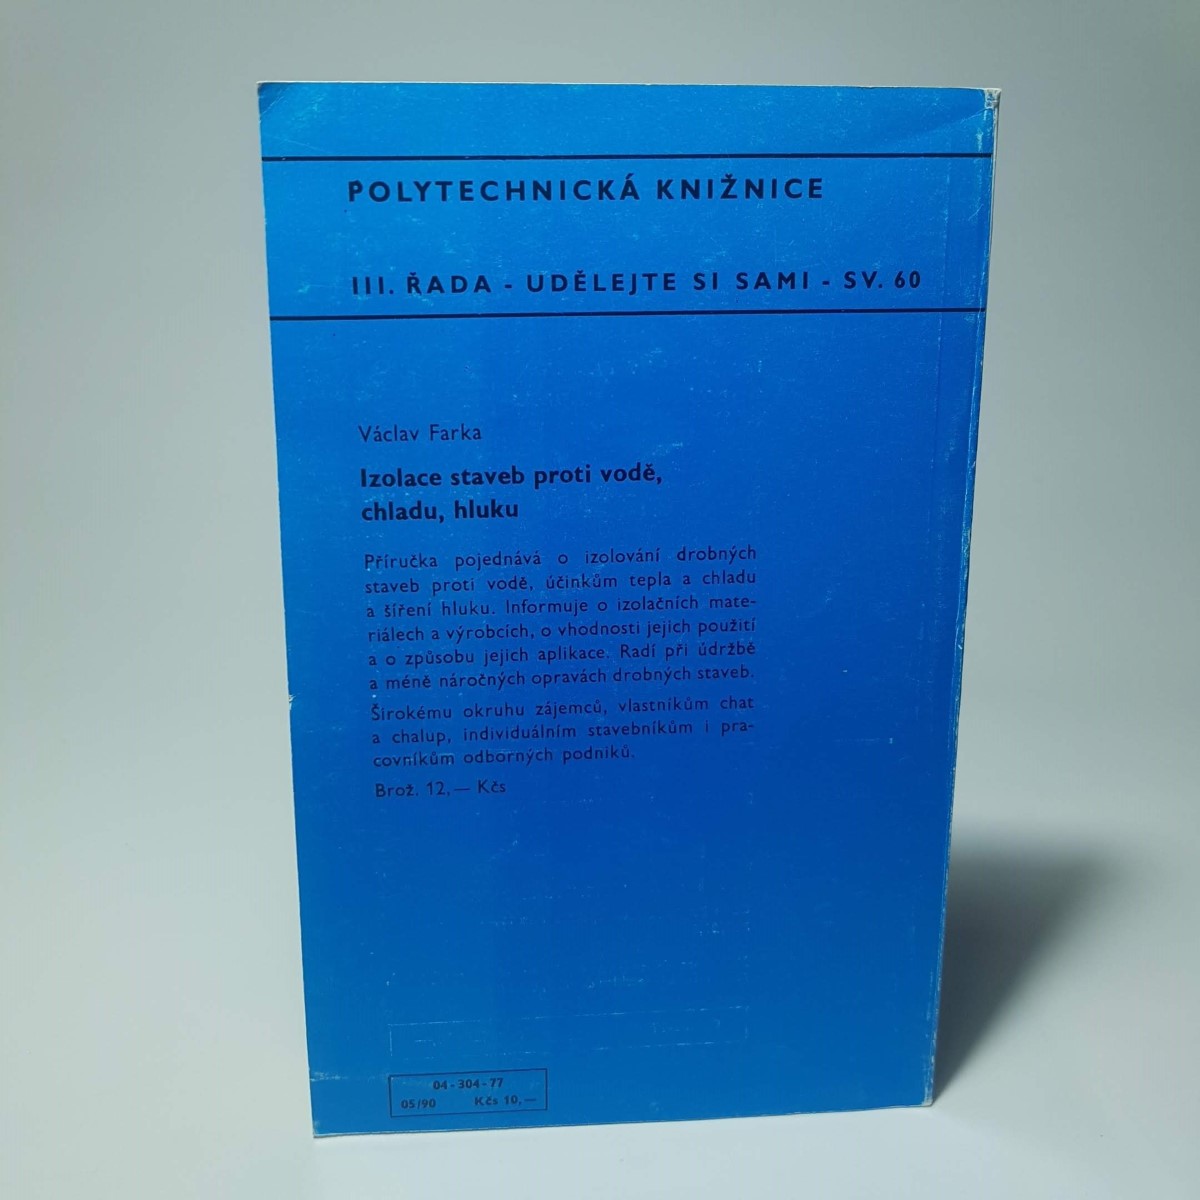 POLYTECHNICKÁ KNIŽNICE
III. ŘADA - UDĚLEJTE SI SAMI - SV. 60
Václav Farka
Izolace staveb proti vodě,
chladu, hluku
Příručka pojednává o izolování drobných
staveb proti vodě, účinkům tepla a chladu
a šíření hluku. Informuje o izolačních mate-
riálech a výrobcích, o vhodnosti jejich použití
a o způsobu jejich aplikace. Radí při údržbě
a méně náročných opravách drobných staveb.
Širokému okruhu zájemců, vlastníkům chat
a chalup, individuálním stavebníkům i pra-
covníkům odborných podniků.
Brož. 12,— Kčs
04 - 304 - 77
05/90 Kčs 10,—